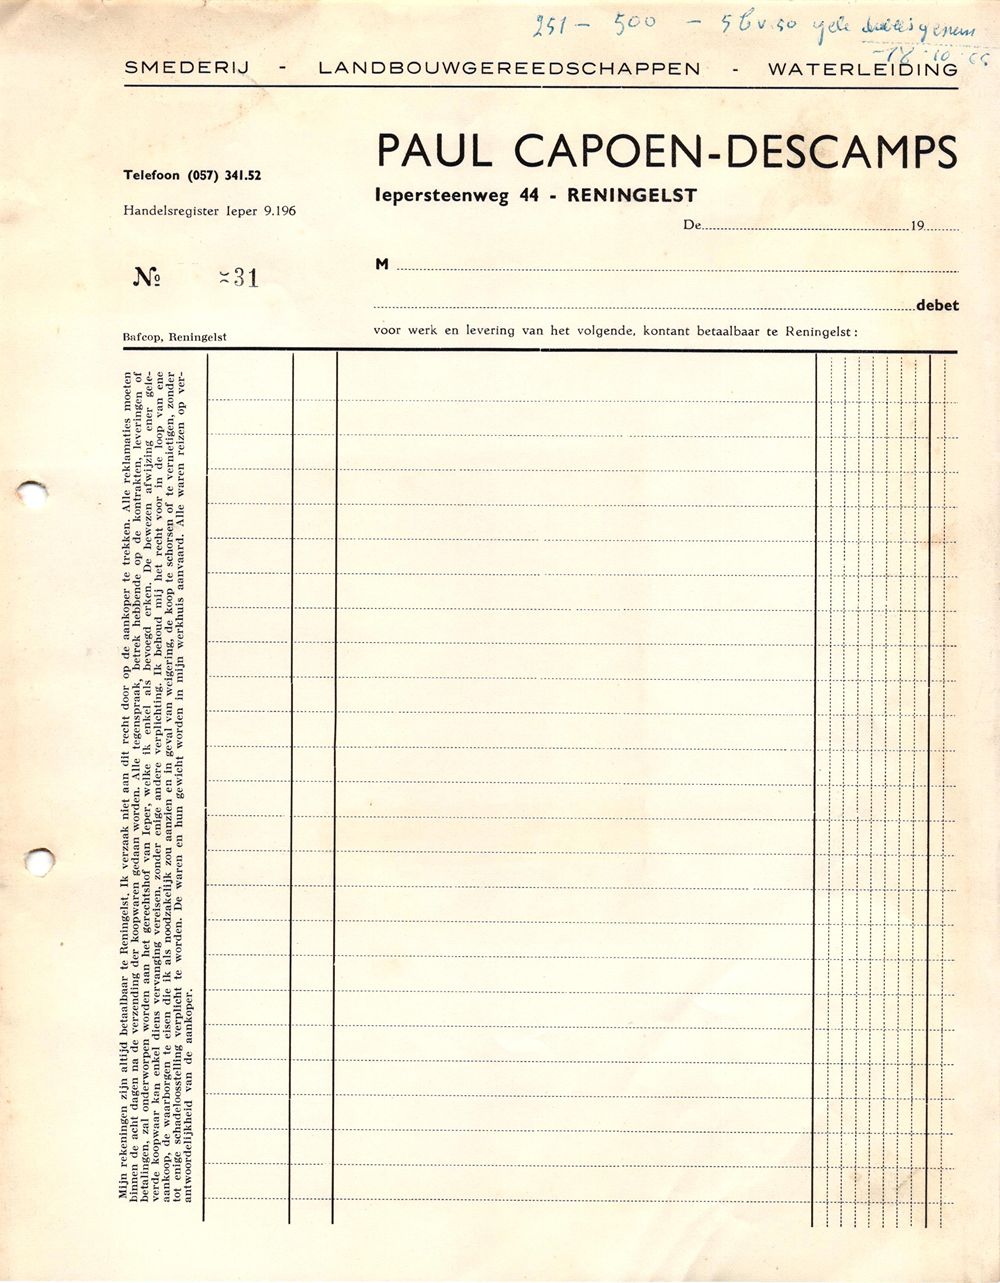 251 - 500 - 5 b v. 50 gele
18-10-66
SMEDERIJ - LANDBOUWGEREEDSCHAPPEN - WATERLEIDING
PAUL CAPOEN-DESCAMPS
Telefoon (057) 341.52
Iepersteenweg 44 - RENINGELST
Handelsregister Ieper 9.196
De 19
M
№ 31
debet
voor werk en levering van het volgende, kontant betaalbaar te Reningelst :
Bafcop, Reningelst
Mijn rekeningen zijn altijd betaalbaar te Reningelst, Ik verzaak niet aan dit recht door op de aankoper te trekken. Alle reklamaties moeten
binnen de acht dagen na de verzending der koopwaren gedaan worden. Alle tegenspraak, betrek hebbende op de kontrakten, leveringen of
betalingen, zal onderworpen worden aan het gerechtshof van Ieper, welke ik enkel als bevoegd erken. De bewezen afwijzing ener gele-
verde koopwaar kan enkel diens vervanging vereisen, zonder enige andere verplichting. Ik behoud mij het recht voor in de loop van ene
aankoop, de waarborgen te eisen die ik als noodzakelijk zou aanzien en in geval van weigering, de koop te schorsen of te vernietigen, zonder
tot enige schadeloosstelling verplicht te worden. De waren en hun gewicht worden in mijn werkhuis aanvaard. Alle waren reizen op ver-
antwoordelijkheid van de aankoper.